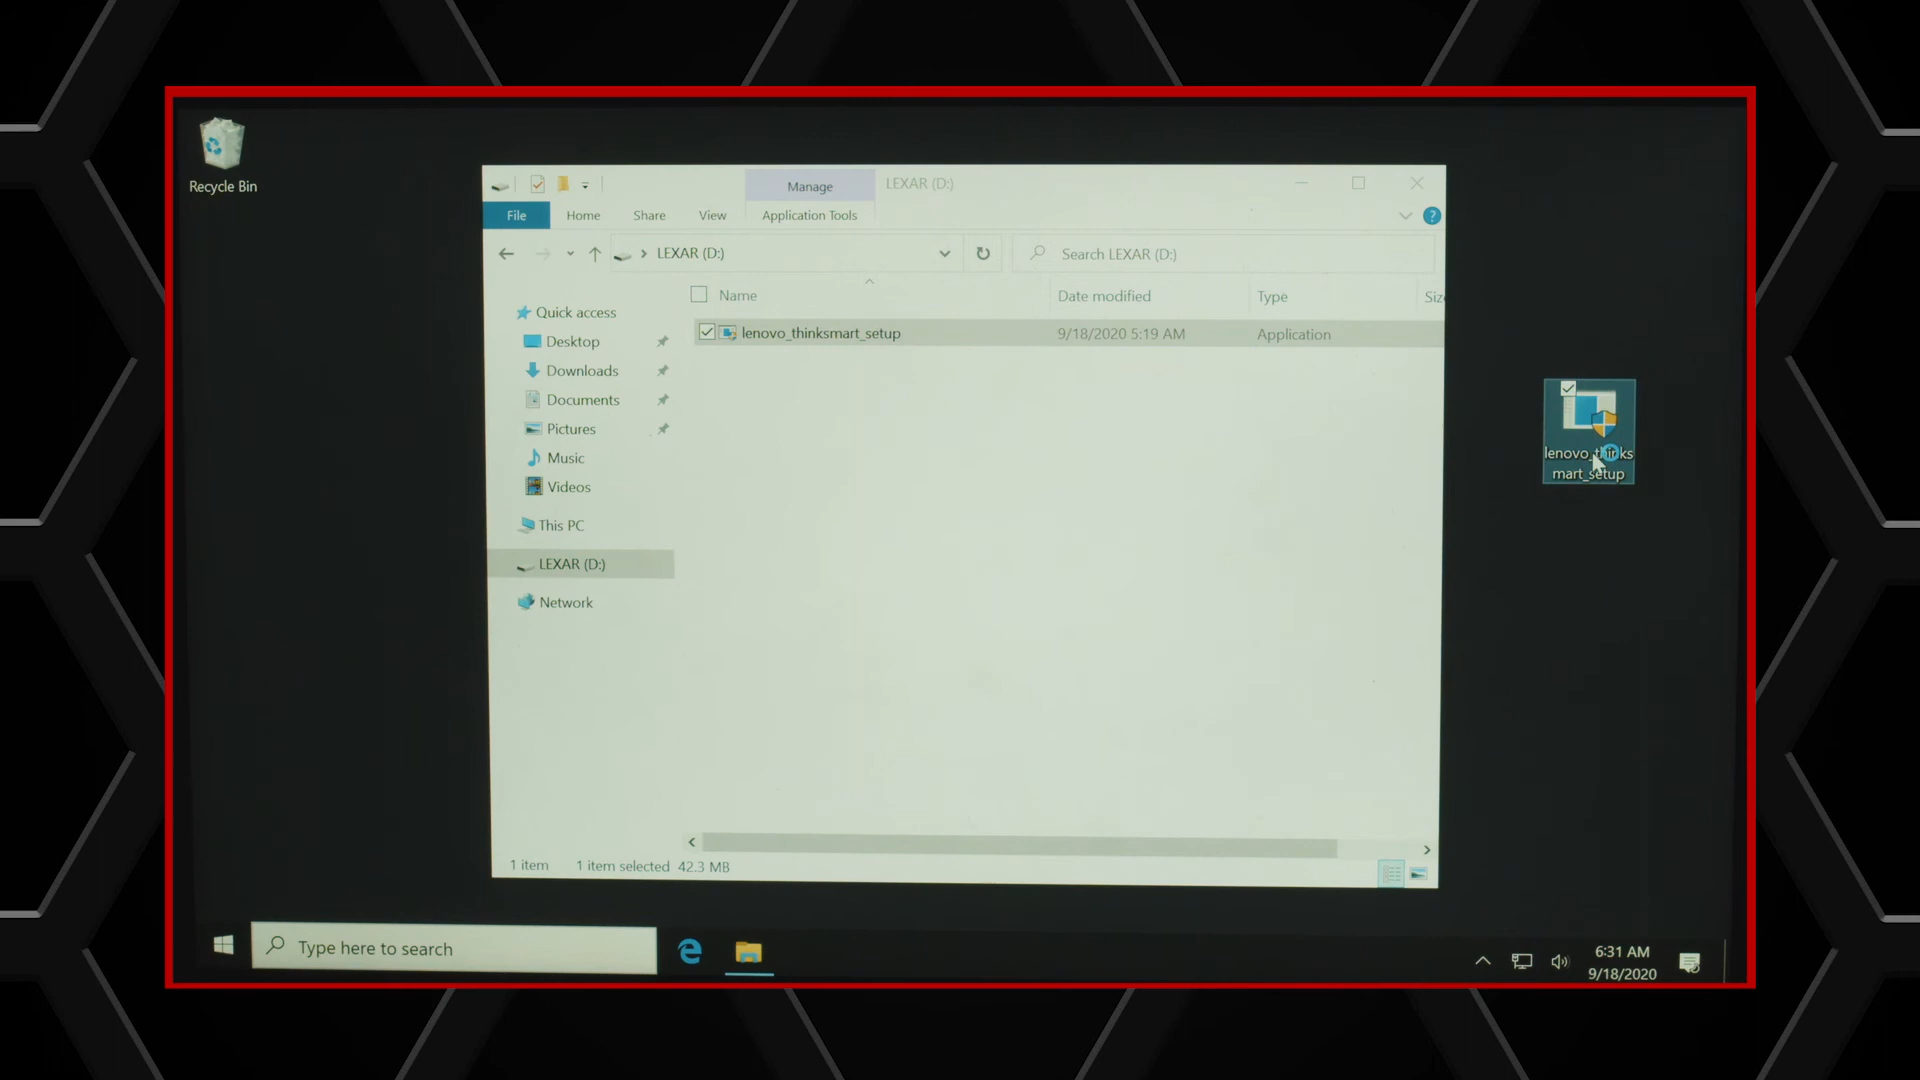 Recycle Bin
Manage
LEXAR (D:)
File
Home
Share
View
Application Tools
LEXAR (D:)
Search LEXAR (D:)
Name
Date modified
Type
Quick access
lenovo_thinksmart_setup
9/18/2020 5:19 AM
Application
Desktop
Downloads
Documents
Pictures
Music
Videos
This PC
LEXAR (D:)
Network
lenovo_thinks
mart_setup
1 item
1 item selected 42.3 MB
Type here to search
6:31 AM
9/18/2020